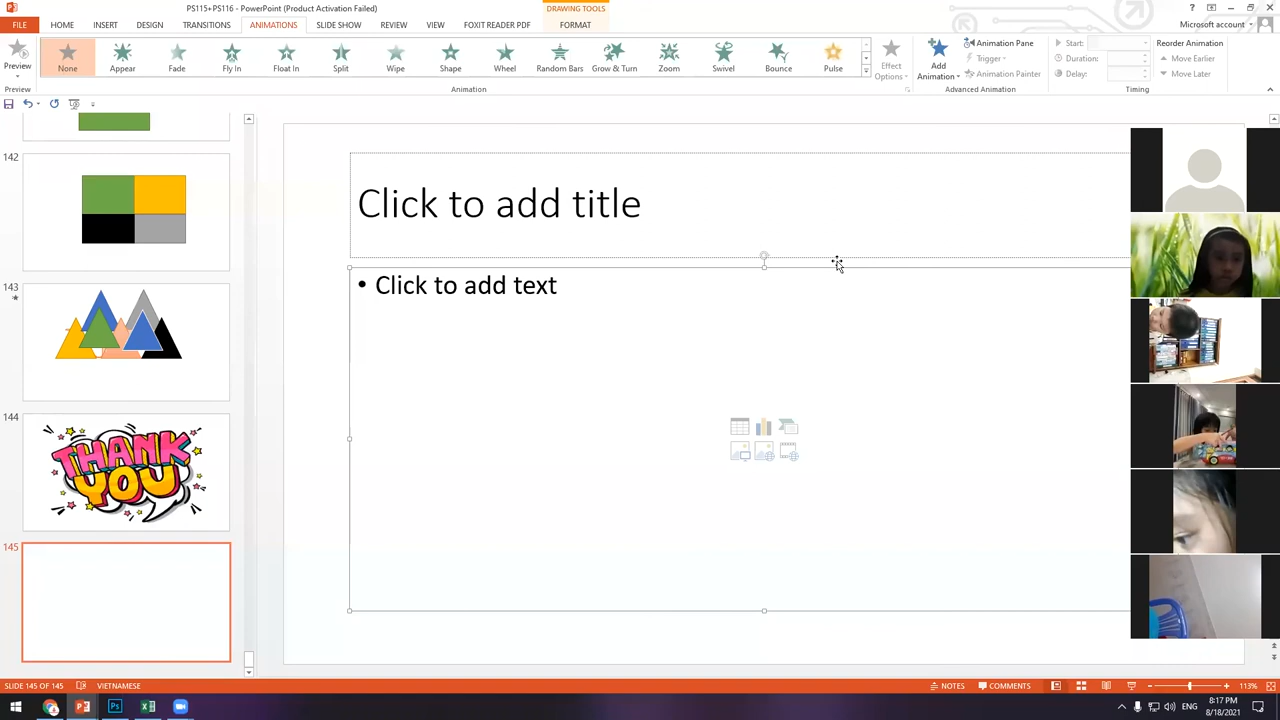 PS115+PS116 - PowerPoint (Product Activation Failed)
DRAWING TOOLS
?
FILE HOME INSERT DESIGN TRANSITIONS ANIMATIONS SLIDE SHOW REVIEW VIEW FOXIT READER PDF FORMAT
Microsoft account
Preview
None Appear Fade Fly In Float In Split Wipe Shape Wheel Random Bars Grow & Turn Zoom Swivel Bounce Pulse
Effect Options
Add Animation
Animation Pane
Trigger
Animation Painter
Start:
Duration:
Delay:
Reorder Animation
Move Earlier
Move Later
Preview Animation Advanced Animation Timing
142
143
144
THANK
YOU
145
Click to add title
• Click to add text
SLIDE 145 OF 145 VIETNAMESE NOTES COMMENTS 113%
ENG
8:17 PM
8/18/2021